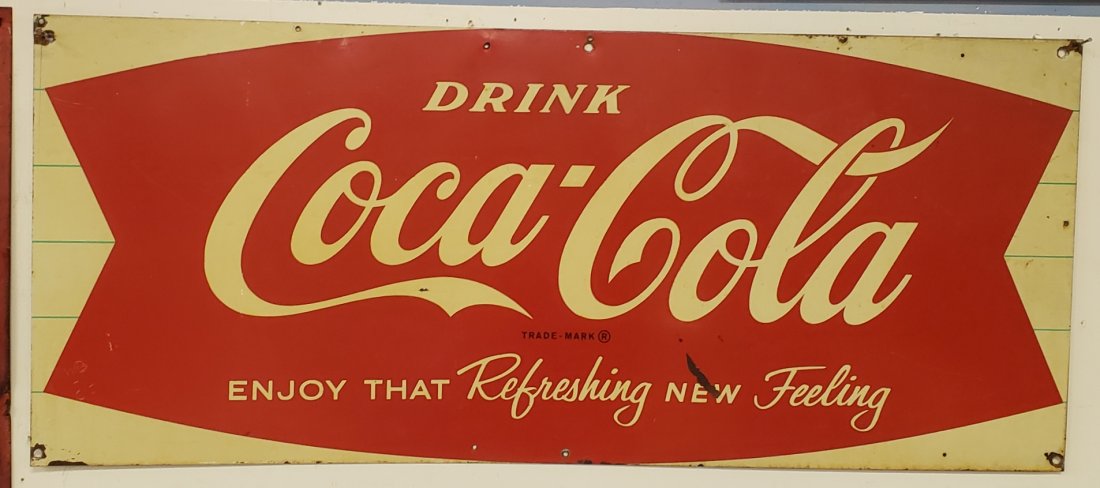 DRINK
Coca-Cola
TRADE-MARK ®
ENJOY THAT Refreshing NEW Feeling